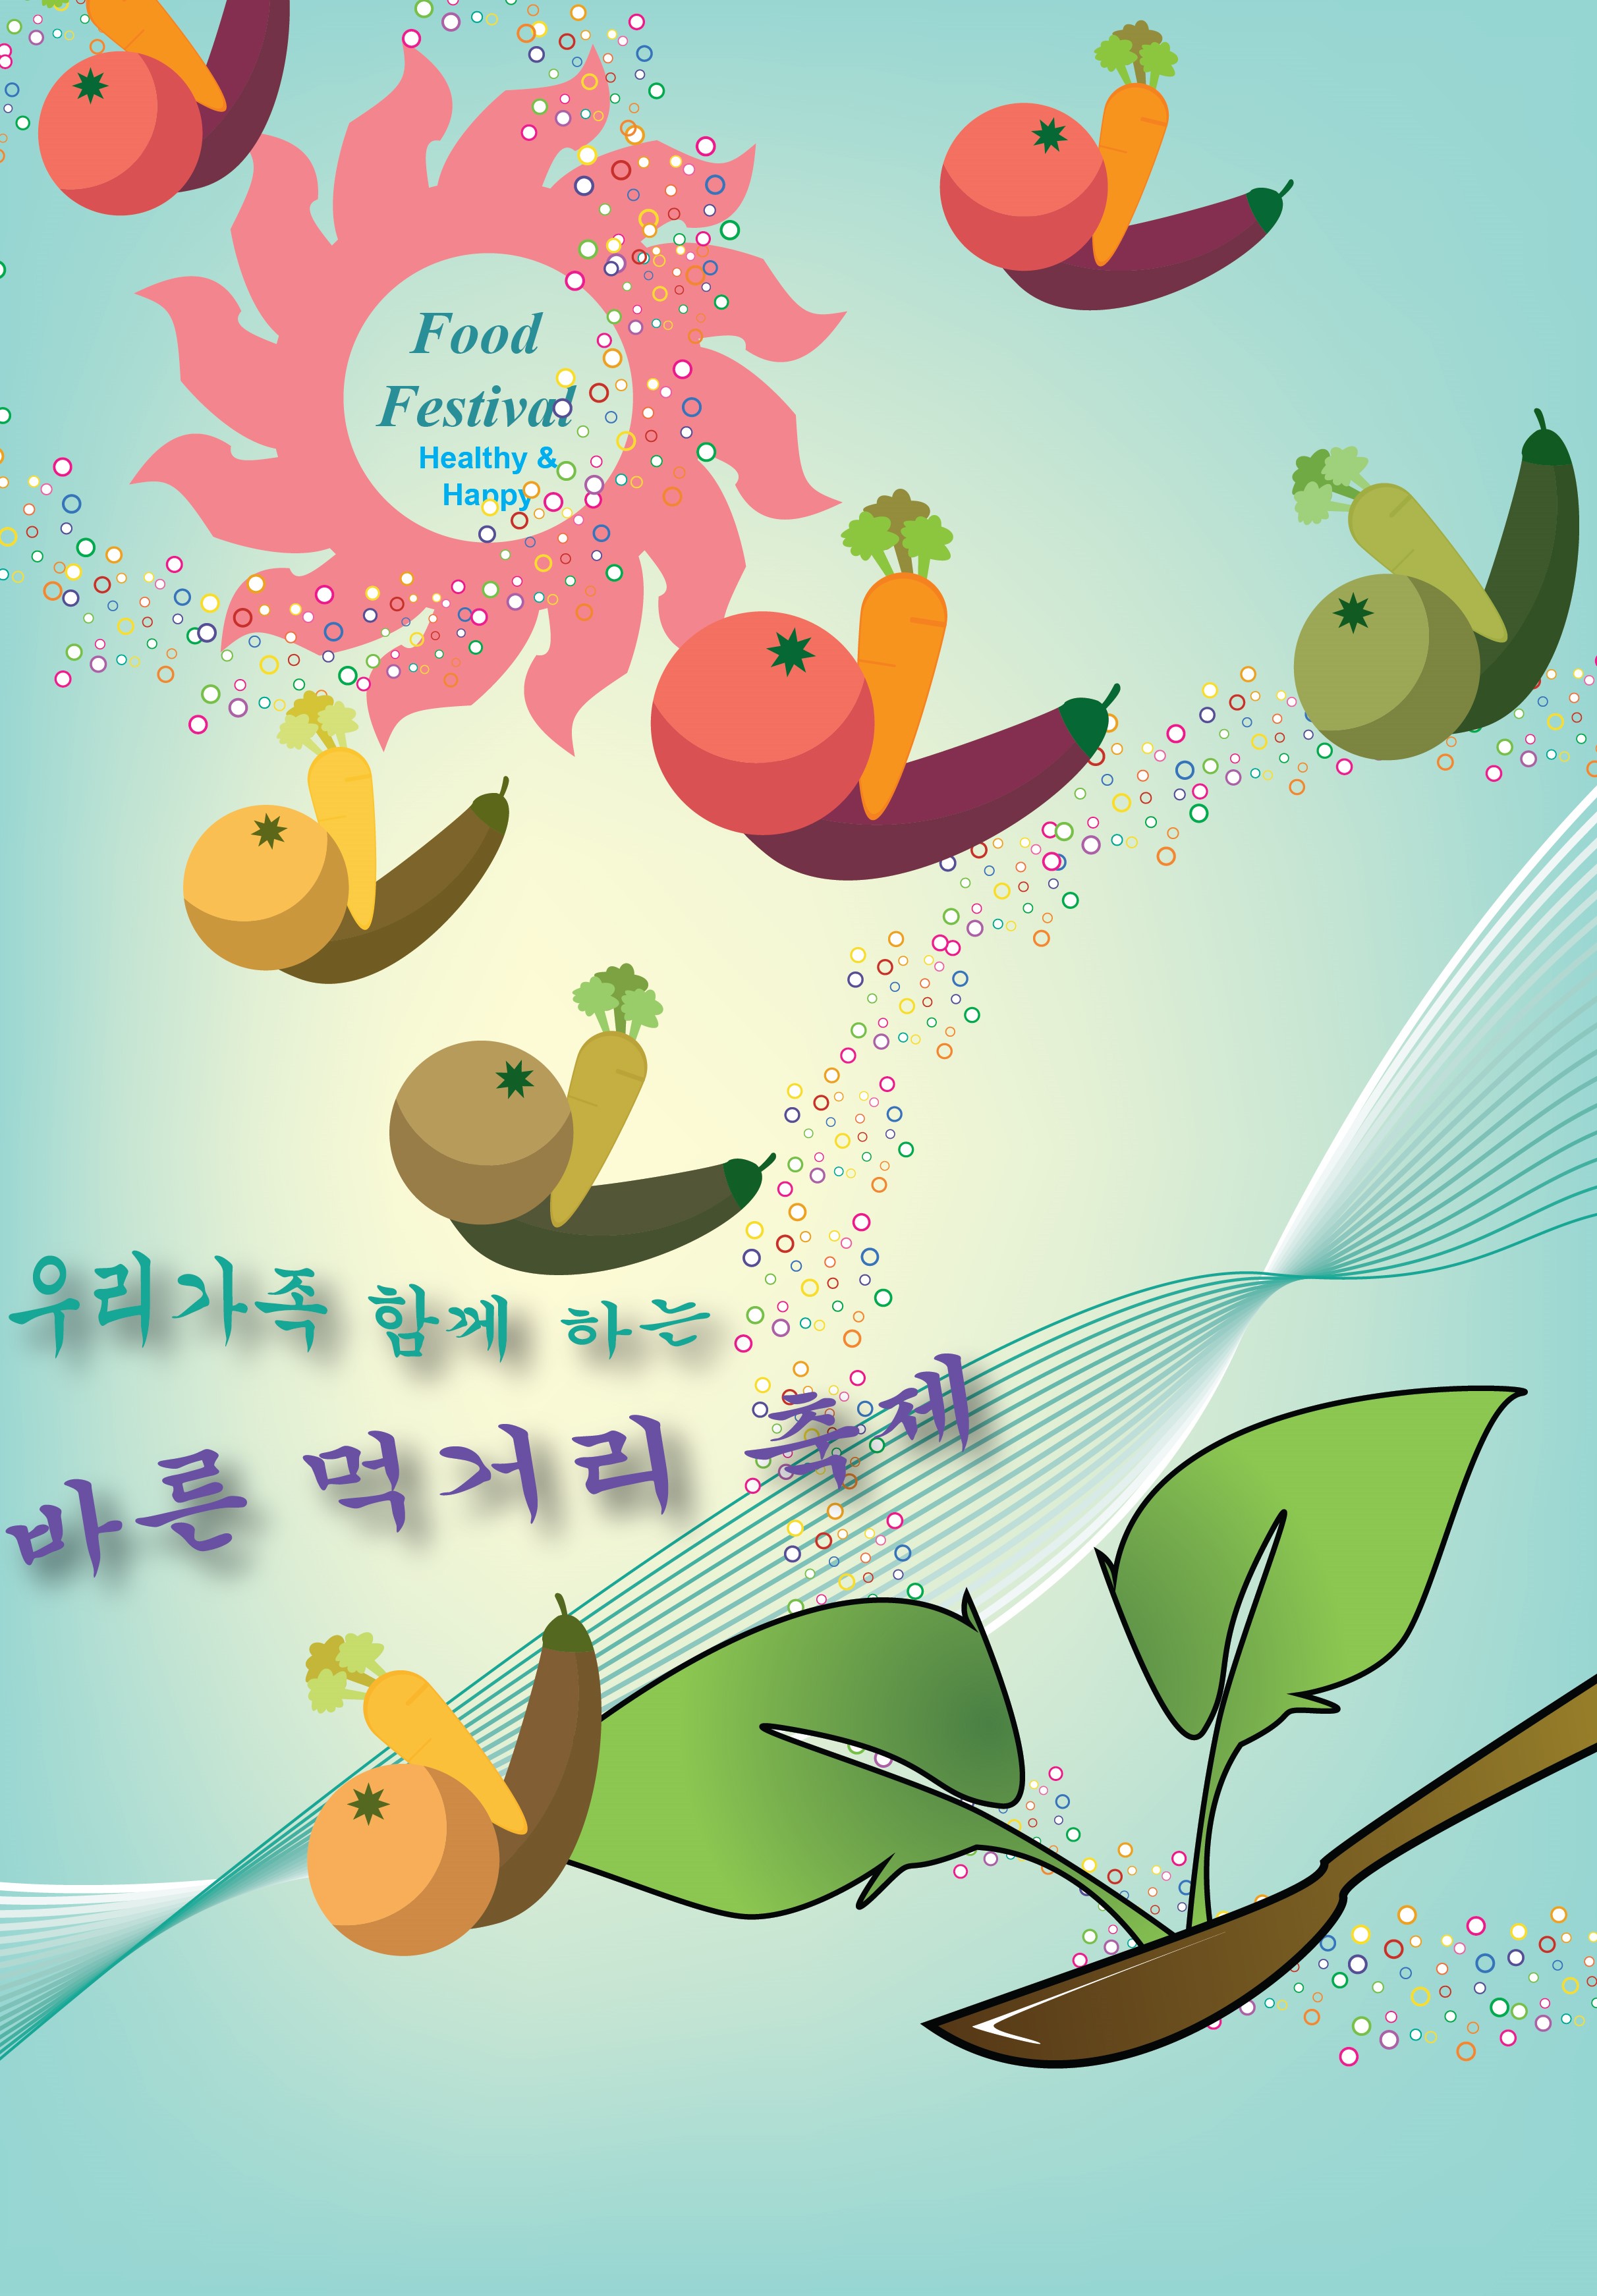 Food
Festival
Healthy &
Happy
우리가족 함께 하는
바른 먹거리 축제